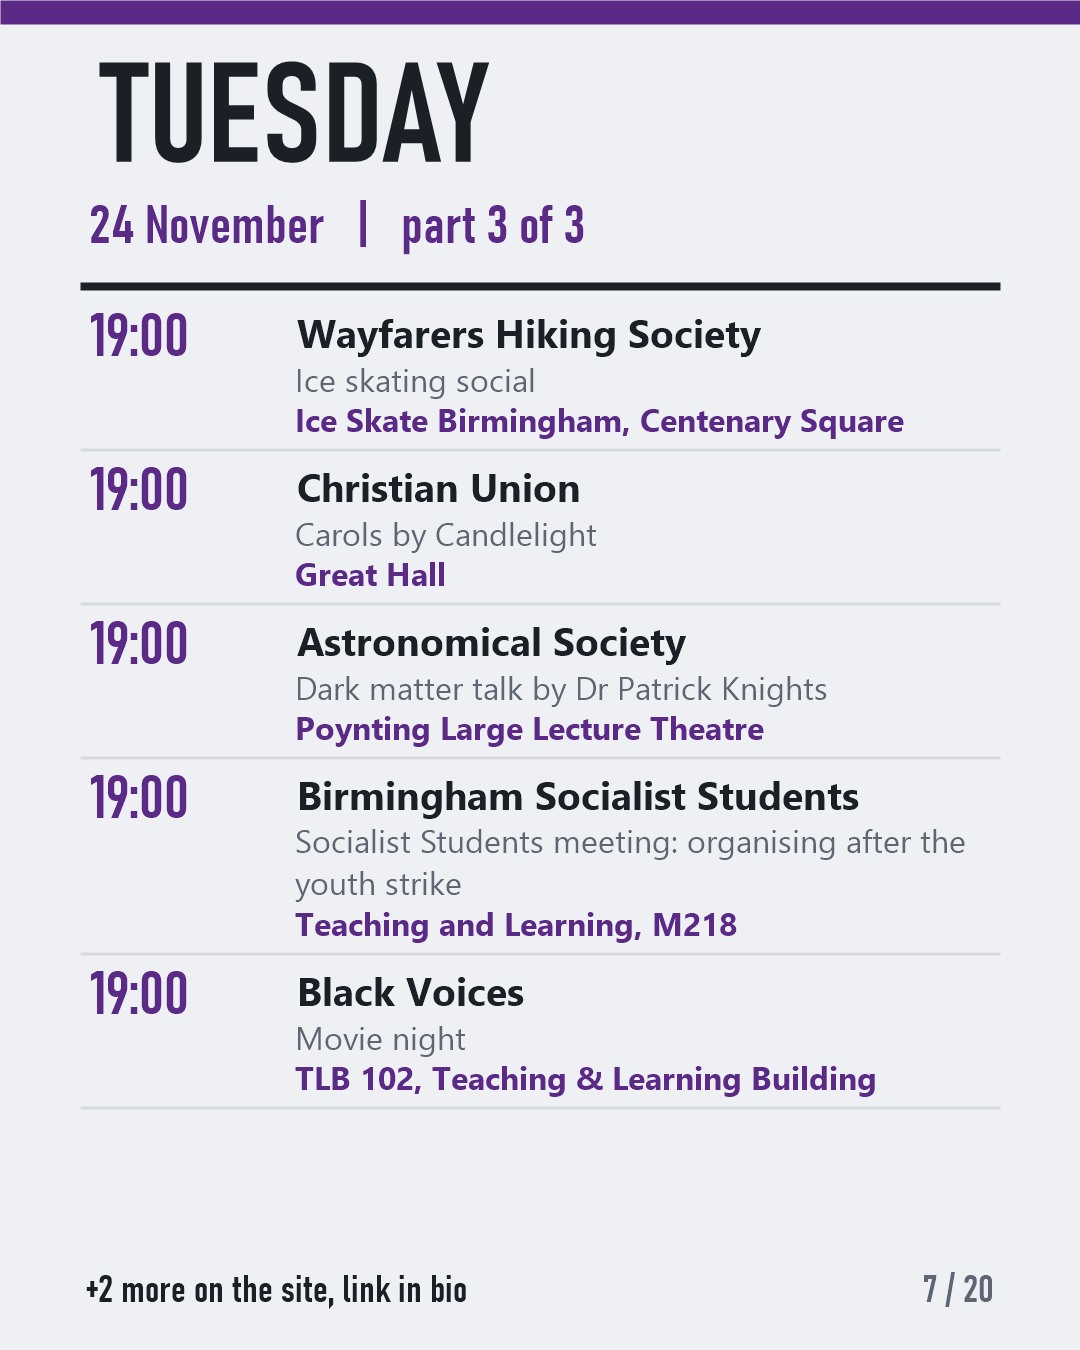 TUESDAY
24 November | part 3 of 3
19:00
Wayfarers Hiking Society
Ice skating social
Ice Skate Birmingham, Centenary Square
19:00
Christian Union
Carols by Candlelight
Great Hall
19:00
Astronomical Society
Dark matter talk by Dr Patrick Knights
Poynting Large Lecture Theatre
19:00
Birmingham Socialist Students
Socialist Students meeting: organising after the
youth strike
Teaching and Learning, M218
19:00
Black Voices
Movie night
TLB 102, Teaching & Learning Building
+2 more on the site, link in bio
7 / 20